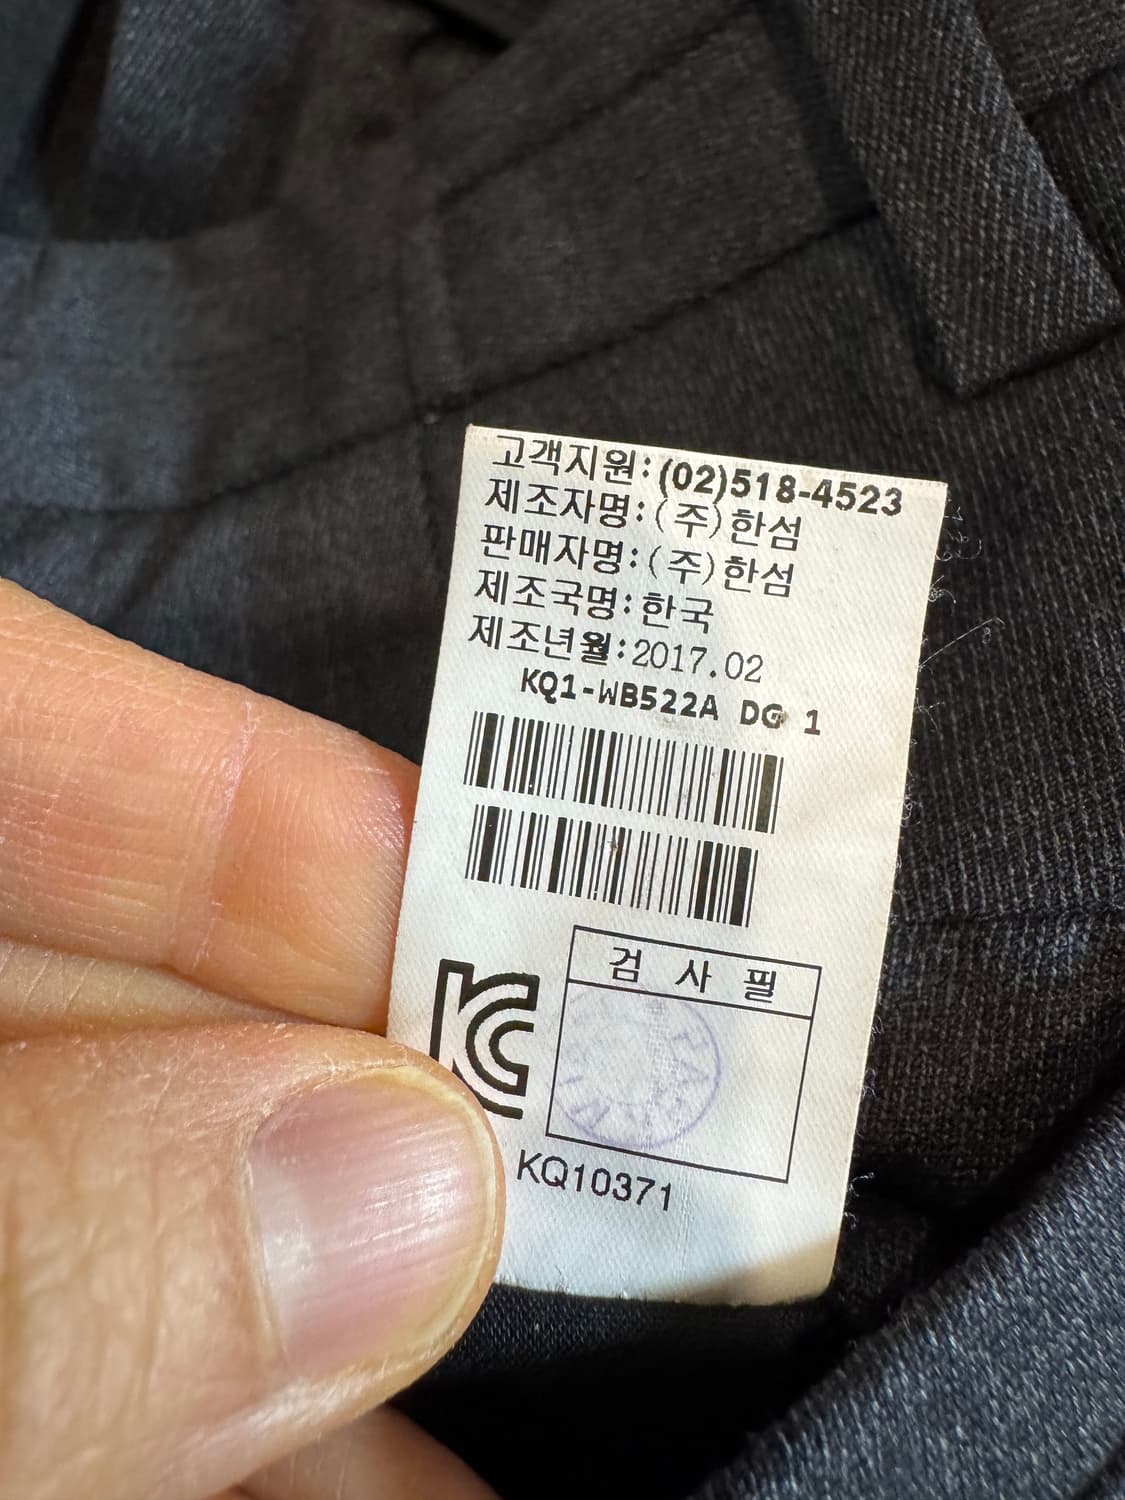 고객지원:(02)518-4523
제조자명:(주)한섬
판매자명:(주)한섬
제조국명:한국
제조년월:2017.02
KQ1-WB522A DG 1
검 사 필
KC
KQ10371